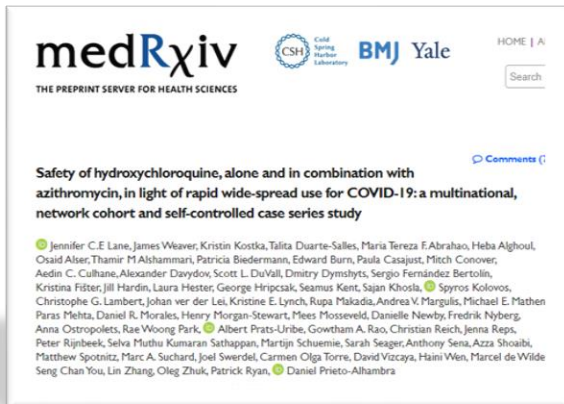 medRxiv
THE PREPRINT SERVER FOR HEALTH SCIENCES
CSH Cold Spring Harbor Laboratory BMJ Yale
HOME |
Search
Comments
Safety of hydroxychloroquine, alone and in combination with
azithromycin, in light of rapid wide-spread use for COVID-19: a multinational,
network cohort and self-controlled case series study
Jennifer C.E Lane, James Weaver, Kristin Kostka, Talita Duarte-Salles, Maria Tereza F. Abrahao, Heba Alghoul,
Osaid Alser, Thamir M Alshammari, Patricia Biedermann, Edward Burn, Paula Casajust, Mitch Conover,
Aedin C. Culhane, Alexander Davydov, Scott L. DuVall, Dmitry Dymshyts, Sergio Fernández Bertolín,
Kristina Fišter, Jill Hardin, Laura Hester, George Hripcsak, Seamus Kent, Sajan Khosla, Spyros Kolovos,
Christophe G. Lambert, Johan ver der Lei, Kristine E. Lynch, Rupa Makadia, Andrea V. Margulis, Michael E. Mathen
Paras Mehta, Daniel R. Morales, Henry Morgan-Stewart, Mees Mosseveld, Danielle Newby, Fredrik Nyberg,
Anna Ostropolets, Rae Woong Park, Albert Prats-Uribe, Gowtham A. Rao, Christian Reich, Jenna Reps,
Peter Rijnbeek, Selva Muthu Kumaran Sathappan, Martijn Schuemie, Sarah Seager, Anthony Sena, Azza Shoaibi,
Matthew Spotnitz, Marc A. Suchard, Joel Swerdel, Carmen Olga Torre, David Vizcaya, Haini Wen, Marcel de Wilde
Seng Chan You, Lin Zhang, Oleg Zhuk, Patrick Ryan, Daniel Prieto-Alhambra